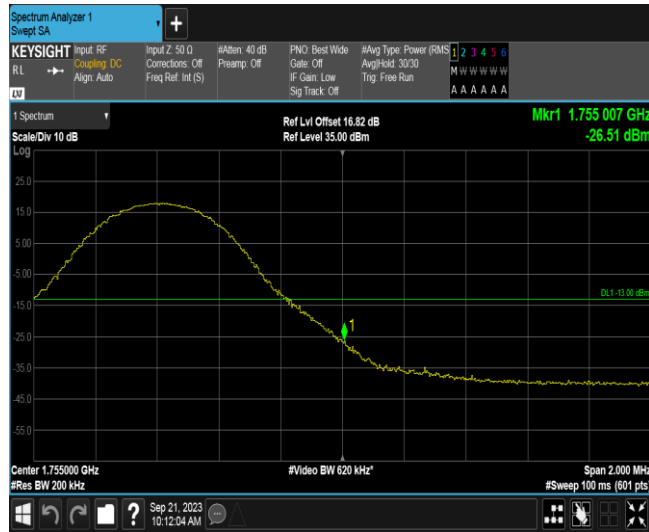 Spectrum Analyzer 1
Swept SA
KEYSIGHT Input: RF Input Z: 50 Ω #Atten: 40 dB PNO: Best Wide #Avg Type: Power (RMS 1 2 3 4 5 6
RL Coupling: DC Corrections: Off Preamp: Off Gate: Off Avg|Hold: 30/30 M W W W W W
Align: Auto Freq Ref: Int (S) IF Gain: Low Trig: Free Run
LXI Sig Track: Off A A A A A A
1 Spectrum Ref Lvl Offset 16.82 dB Mkr1 1.755 007 GHz
Scale/Div 10 dB Ref Level 35.00 dBm -26.51 dBm
Log
25.0
15.0
5.00
-5.00
DL1 -13.00 dBm
-15.0
1
-25.0
-35.0
-45.0
-55.0
Center 1.755000 GHz #Video BW 620 kHz* Span 2.000 MHz
#Res BW 200 kHz #Sweep 100 ms (601 pts)
Sep 21, 2023
10:12:04 AM